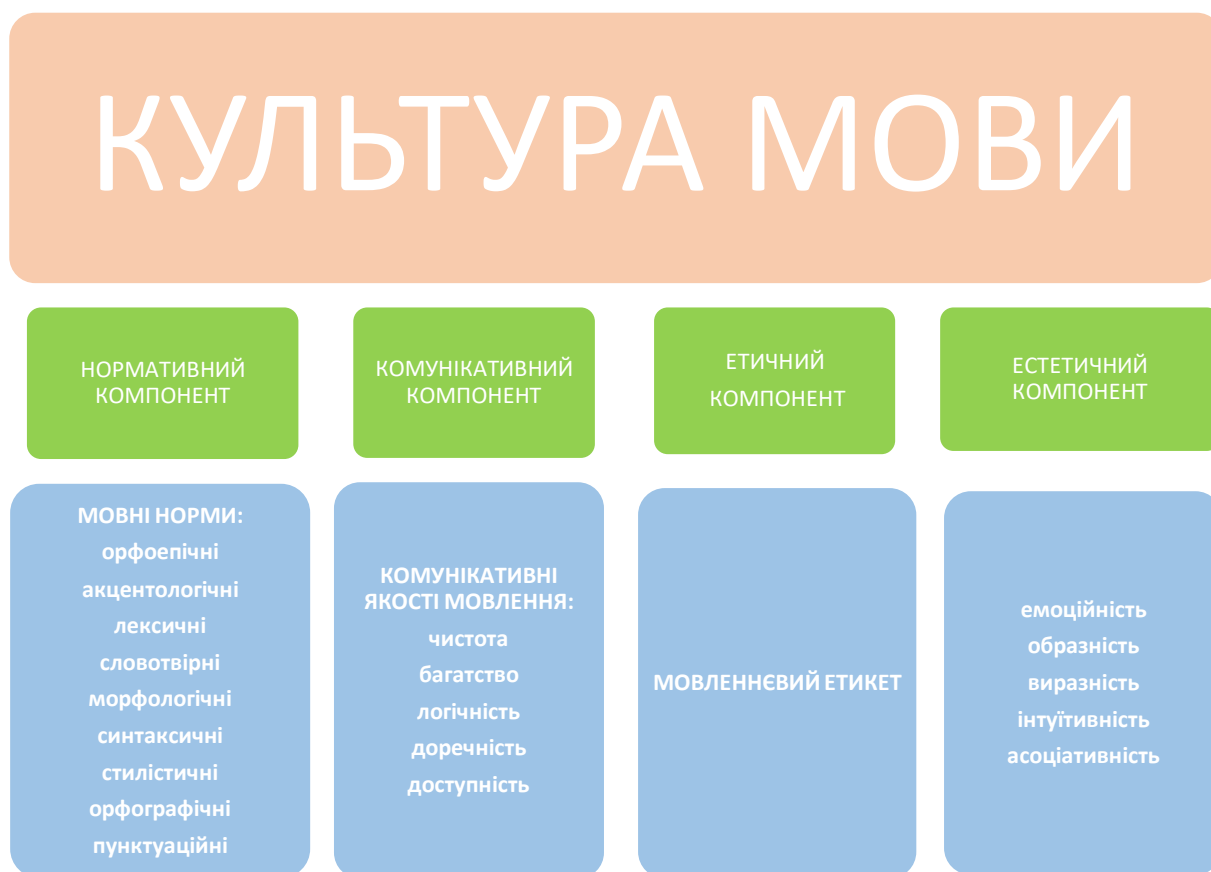 КУЛЬТУРА МОВИ
НОРМАТИВНИЙ
КОМПОНЕНТ
КОМУНІКАТИВНИЙ
КОМПОНЕНТ
ЕТИЧНИЙ
КОМПОНЕНТ
ЕСТЕТИЧНИЙ
КОМПОНЕНТ
МОВНІ НОРМИ:
орфоепічні
акцентологічні
лексичні
словотвірні
морфологічні
синтаксичні
стилістичні
орфографічні
пунктуаційні
КОМУНІКАТИВНІ
ЯКОСТІ МОВЛЕННЯ:
чистота
багатство
логічність
доречність
доступність
МОВЛЕННЄВИЙ ЕТИКЕТ
емоційність
образність
виразність
інтуїтивність
асоціативність